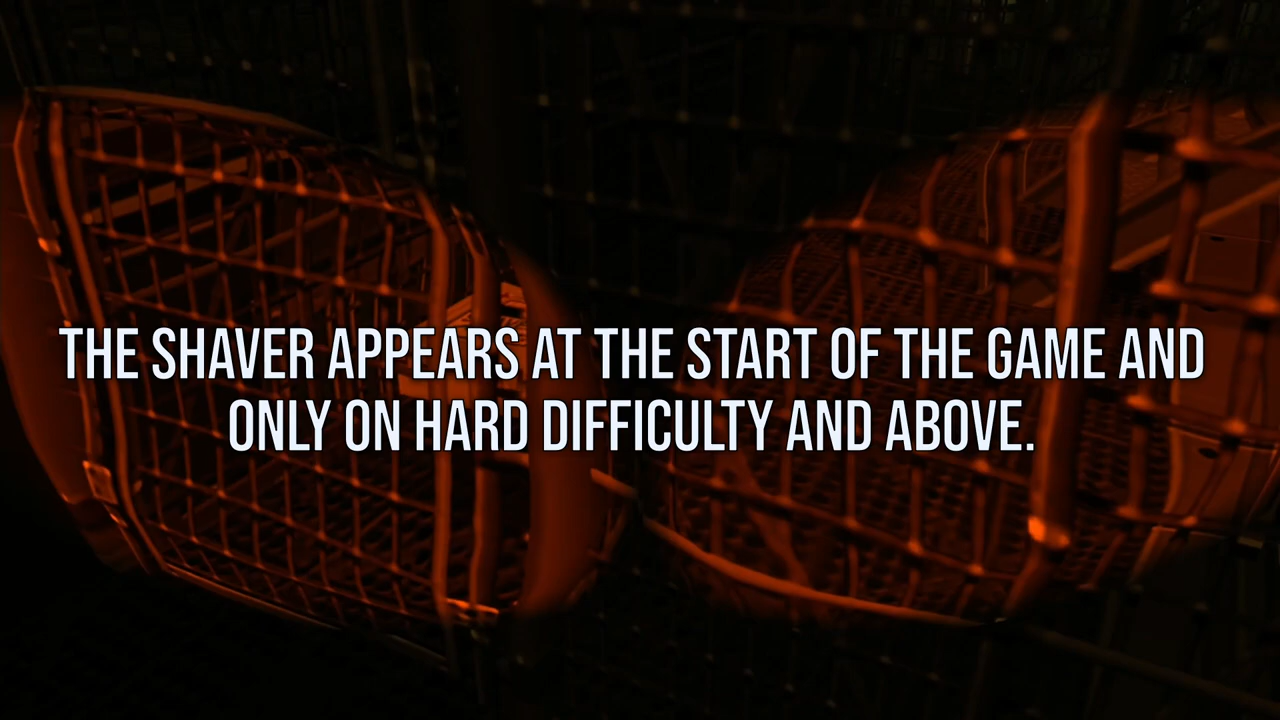 THE SHAVER APPEARS AT THE START OF THE GAME AND
ONLY ON HARD DIFFICULTY AND ABOVE.